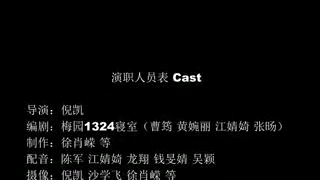 演职人员表 Cast
导演：倪凯
编剧：梅园1324寝室（曹筠 黄婉丽 江婧婍 张旸）
制作：徐肖嵘 等
配音：陈军 江婧婍 龙翔 钱旻婧 吴颖
摄像：倪凯 沙学飞 徐肖嵘 等